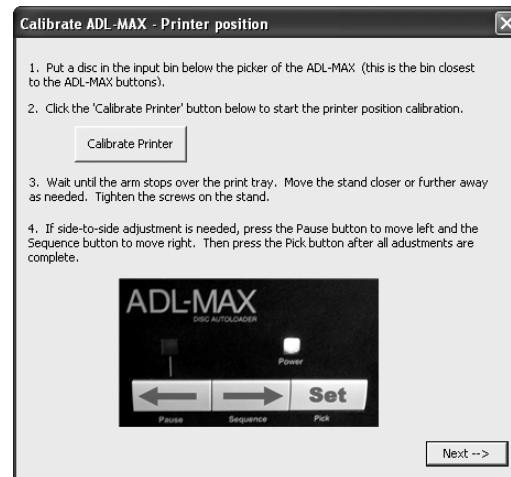 Calibrate ADL-MAX - Printer position
1. Put a disc in the input bin below the picker of the ADL-MAX (this is the bin closest
to the ADL-MAX buttons).
2. Click the 'Calibrate Printer' button below to start the printer position calibration.
Calibrate Printer
3. Wait until the arm stops over the print tray. Move the stand closer or further away
as needed. Tighten the screws on the stand.
4. If side-to-side adjustment is needed, press the Pause button to move left and the
Sequence button to move right. Then press the Pick button after all adustments are
complete.
ADL-MAX
DISC AUTOLOADER
Power
Set
Pause Sequence Pick
Next -->